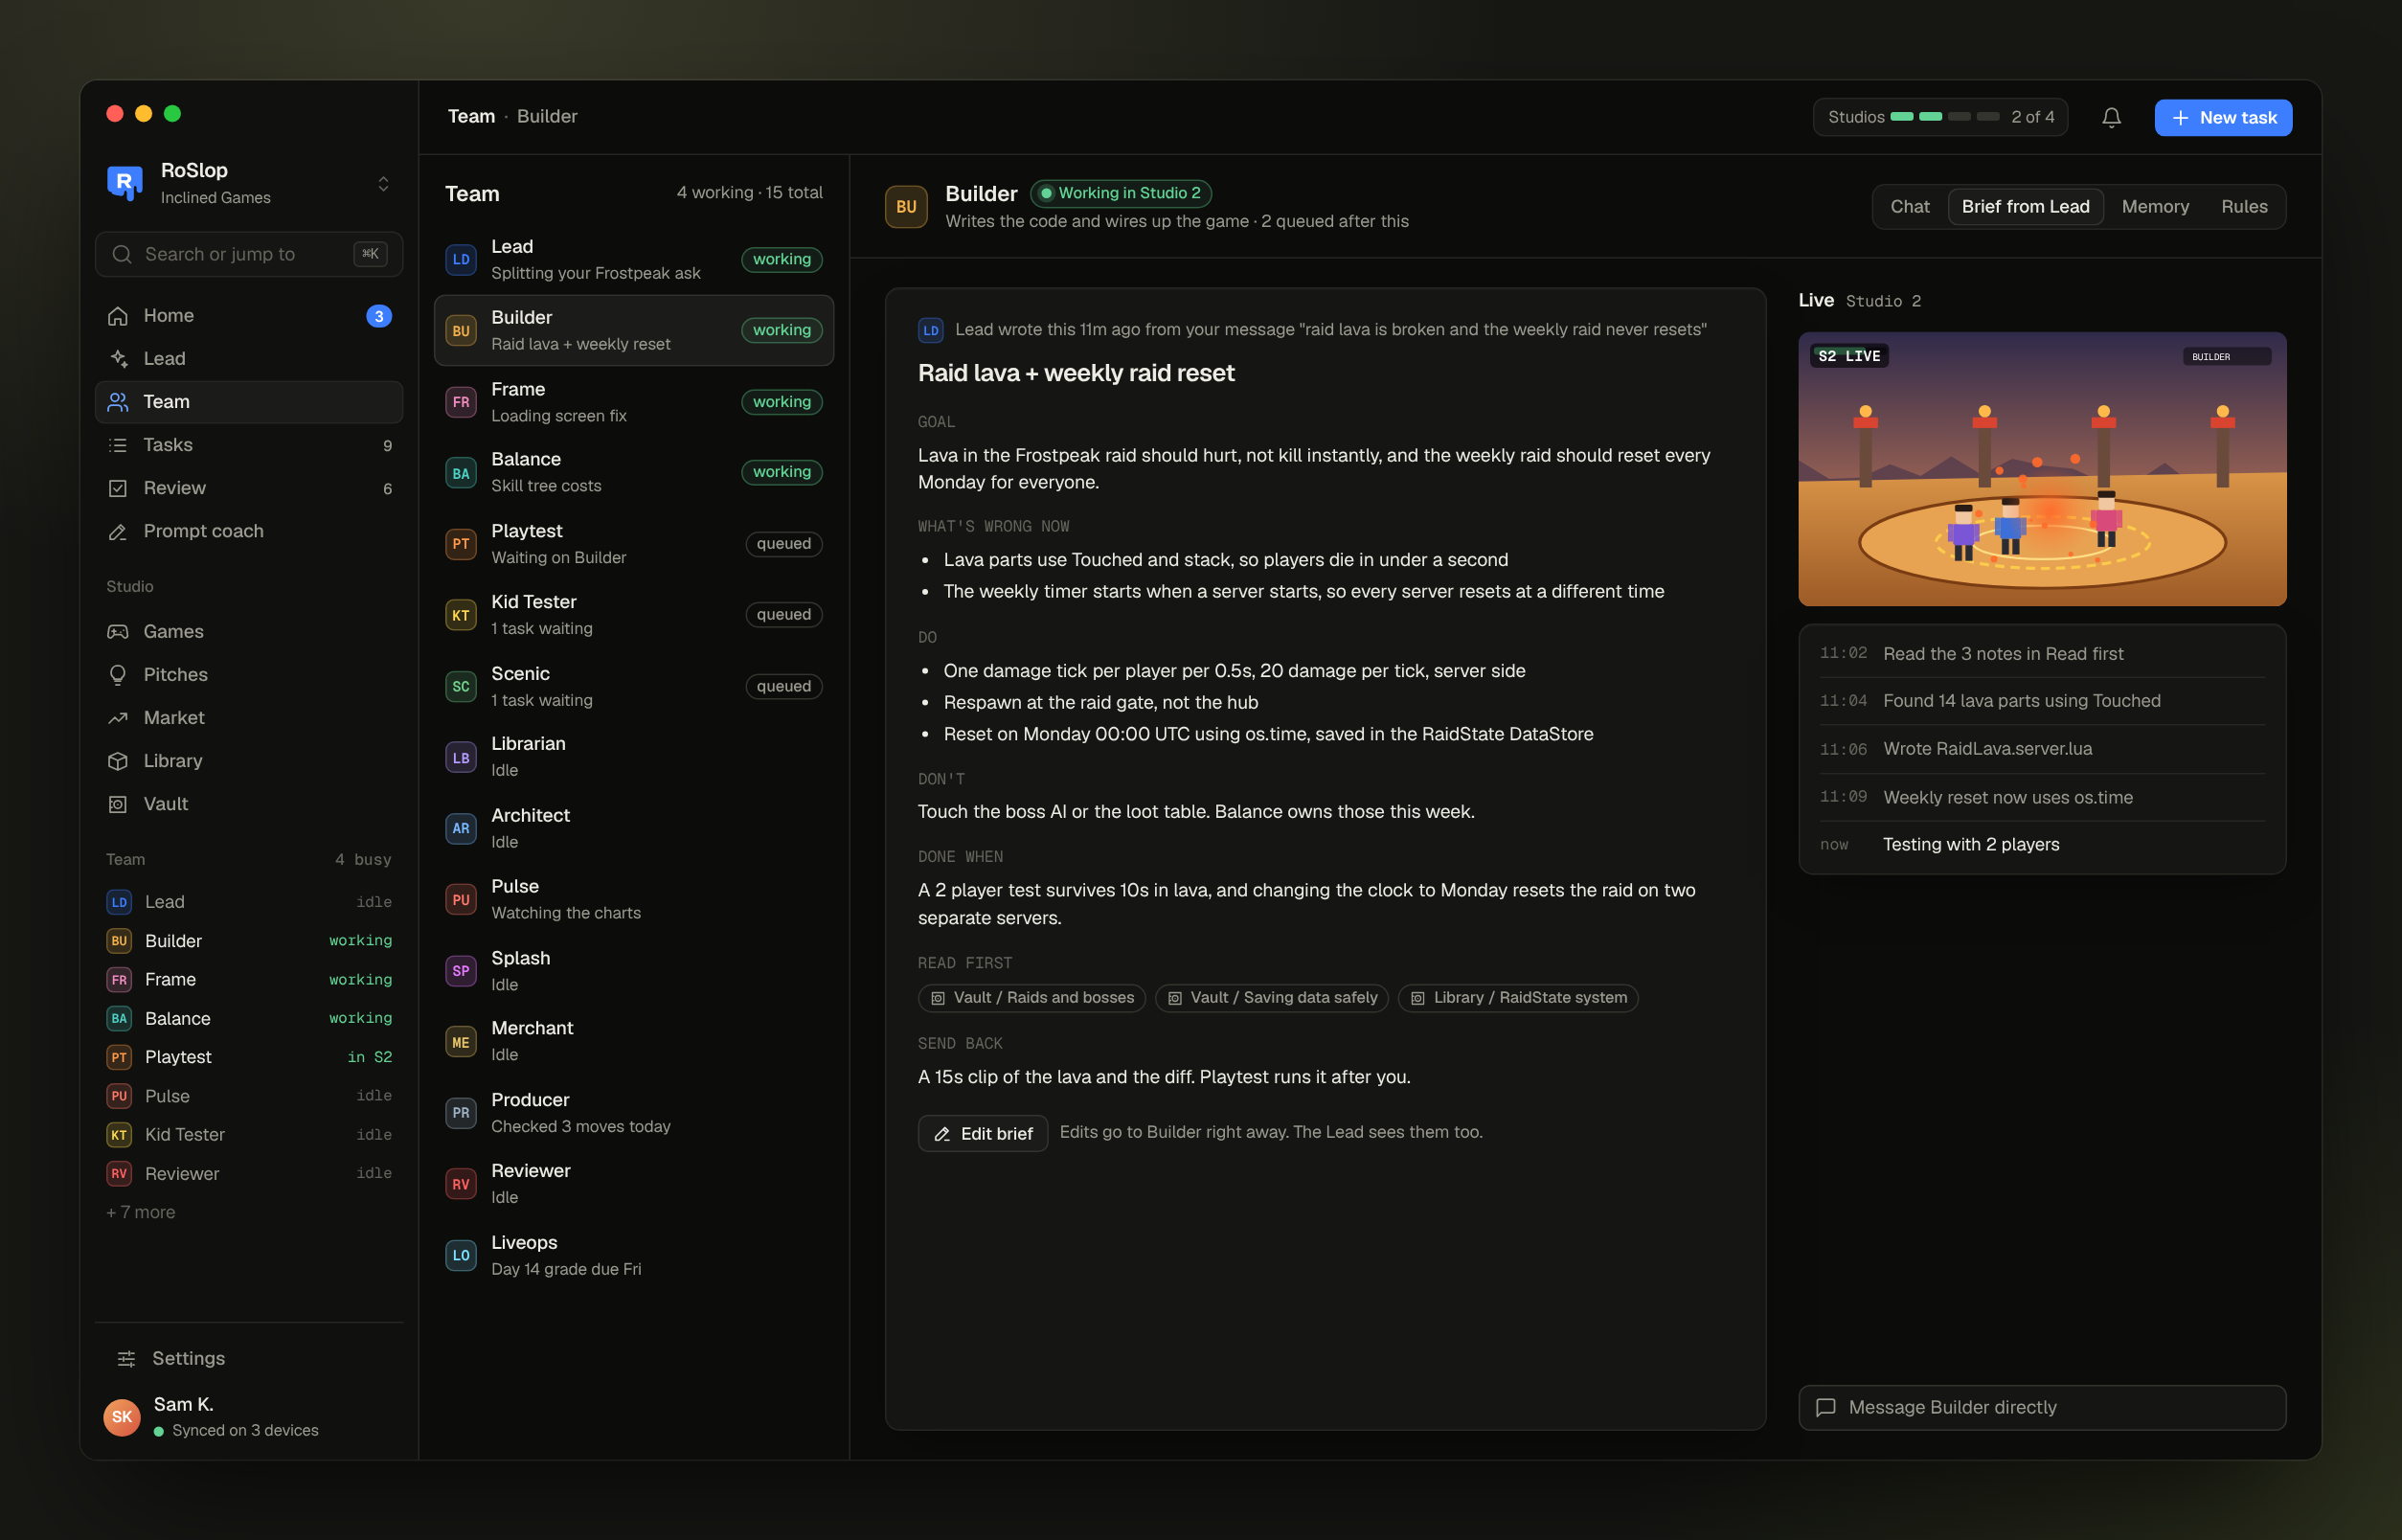 RoSlop
Inclined Games
Search or jump to
⌘K
Home
3
Lead
Team
Tasks
9
Review
6
Prompt coach
Studio
Games
Pitches
Market
Library
Vault
Team
4 busy
LD
Lead
idle
BU
Builder
working
FR
Frame
working
BA
Balance
working
PT
Playtest
in S2
PU
Pulse
idle
KT
Kid Tester
idle
RV
Reviewer
idle
+ 7 more
Settings
SK
Sam K.
Synced on 3 devices
Team · Builder
Studios
2 of 4
New task
Team
4 working · 15 total
LD
Lead
Splitting your Frostpeak ask
working
BU
Builder
Raid lava + weekly reset
working
FR
Frame
Loading screen fix
working
BA
Balance
Skill tree costs
working
PT
Playtest
Waiting on Builder
queued
KT
Kid Tester
1 task waiting
queued
SC
Scenic
1 task waiting
queued
LB
Librarian
Idle
AR
Architect
Idle
PU
Pulse
Watching the charts
SP
Splash
Idle
ME
Merchant
Idle
PR
Producer
Checked 3 moves today
RV
Reviewer
Idle
LO
Liveops
Day 14 grade due Fri
BU
Builder
Working in Studio 2
Writes the code and wires up the game · 2 queued after this
Chat
Brief from Lead
Memory
Rules
LD
Lead wrote this 11m ago from your message "raid lava is broken and the weekly raid never resets"
Raid lava + weekly raid reset
GOAL
Lava in the Frostpeak raid should hurt, not kill instantly, and the weekly raid should reset every
Monday for everyone.
WHAT'S WRONG NOW
• Lava parts use Touched and stack, so players die in under a second
• The weekly timer starts when a server starts, so every server resets at a different time
DO
• One damage tick per player per 0.5s, 20 damage per tick, server side
• Respawn at the raid gate, not the hub
• Reset on Monday 00:00 UTC using os.time, saved in the RaidState DataStore
DON'T
Touch the boss AI or the loot table. Balance owns those this week.
DONE WHEN
A 2 player test survives 10s in lava, and changing the clock to Monday resets the raid on two
separate servers.
READ FIRST
Vault / Raids and bosses
Vault / Saving data safely
Library / RaidState system
SEND BACK
A 15s clip of the lava and the diff. Playtest runs it after you.
Edit brief
Edits go to Builder right away. The Lead sees them too.
Live Studio 2
S2 LIVE
BUILDER
11:02 Read the 3 notes in Read first
11:04 Found 14 lava parts using Touched
11:06 Wrote RaidLava.server.lua
11:09 Weekly reset now uses os.time
now Testing with 2 players
Message Builder directly